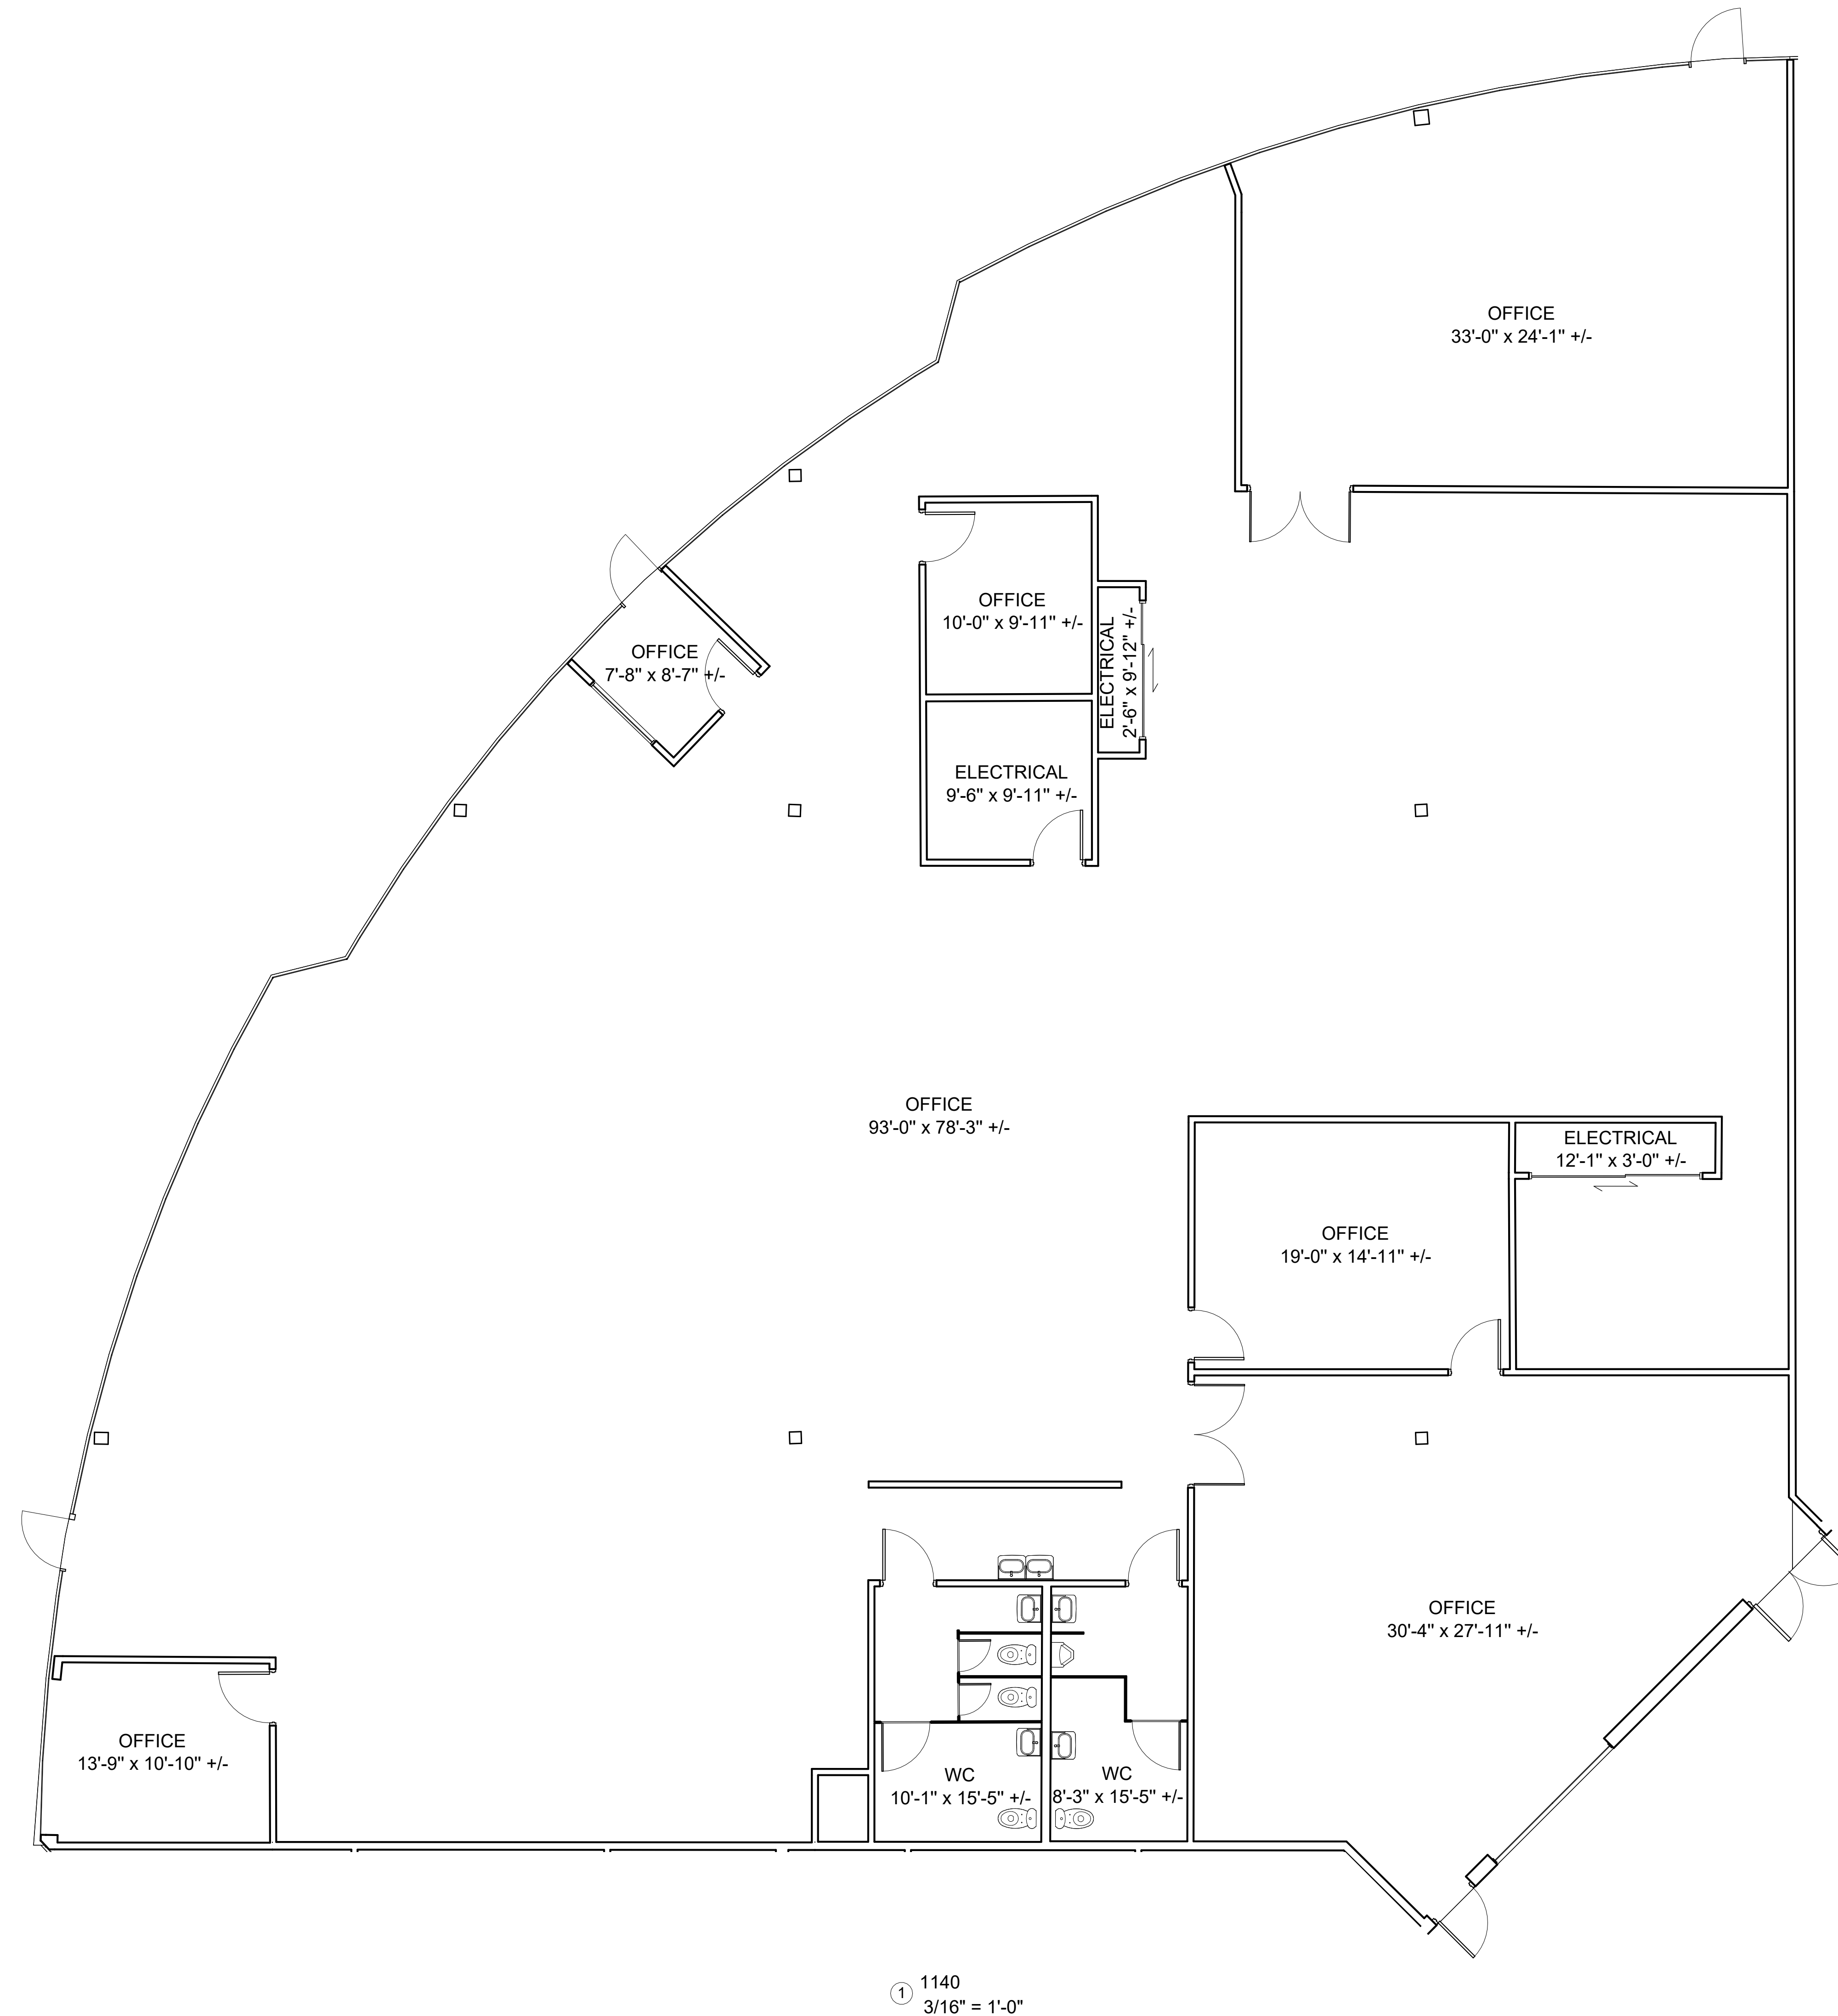 OFFICE
33'-0" x 24'-1" +/-
OFFICE
10'-0" x 9'-11" +/-
ELECTRICAL
2'-6" x 9'-12" +/-
OFFICE
7'-8" x 8'-7" +/-
ELECTRICAL
9'-6" x 9'-11" +/-
OFFICE
93'-0" x 78'-3" +/-
ELECTRICAL
12'-1" x 3'-0" +/-
OFFICE
19'-0" x 14'-11" +/-
OFFICE
30'-4" x 27'-11" +/-
OFFICE
13'-9" x 10'-10" +/-
WC
10'-1" x 15'-5" +/-
WC
8'-3" x 15'-5" +/-
1 1140
3/16" = 1'-0"